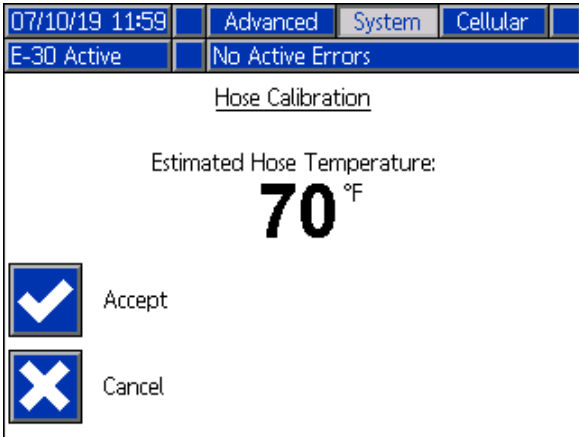 07/10/19 11:59 Advanced System Cellular
E-30 Active No Active Errors
Hose Calibration
Estimated Hose Temperature:
70 °F
Accept
Cancel